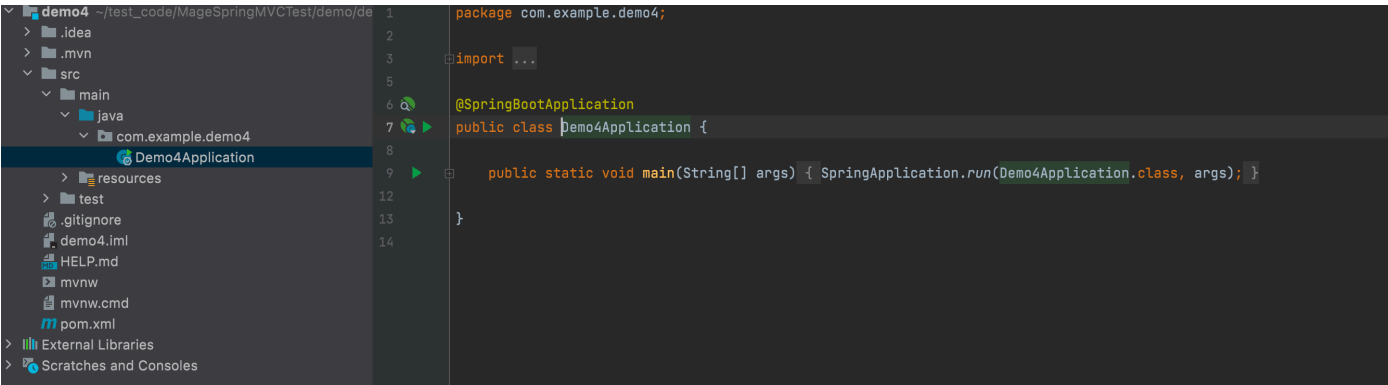 demo4 ~/test_code/MageSpringMVCTest/demo/de
.idea
.mvn
src
main
java
com.example.demo4
Demo4Application
resources
test
.gitignore
demo4.iml
HELP.md
mvnw
mvnw.cmd
pom.xml
External Libraries
Scratches and Consoles
1 package com.example.demo4;
2
3 import ...
5
6 @SpringBootApplication
7 public class Demo4Application {
8
9 public static void main(String[] args) { SpringApplication.run(Demo4Application.class, args); }
12
13 }
14